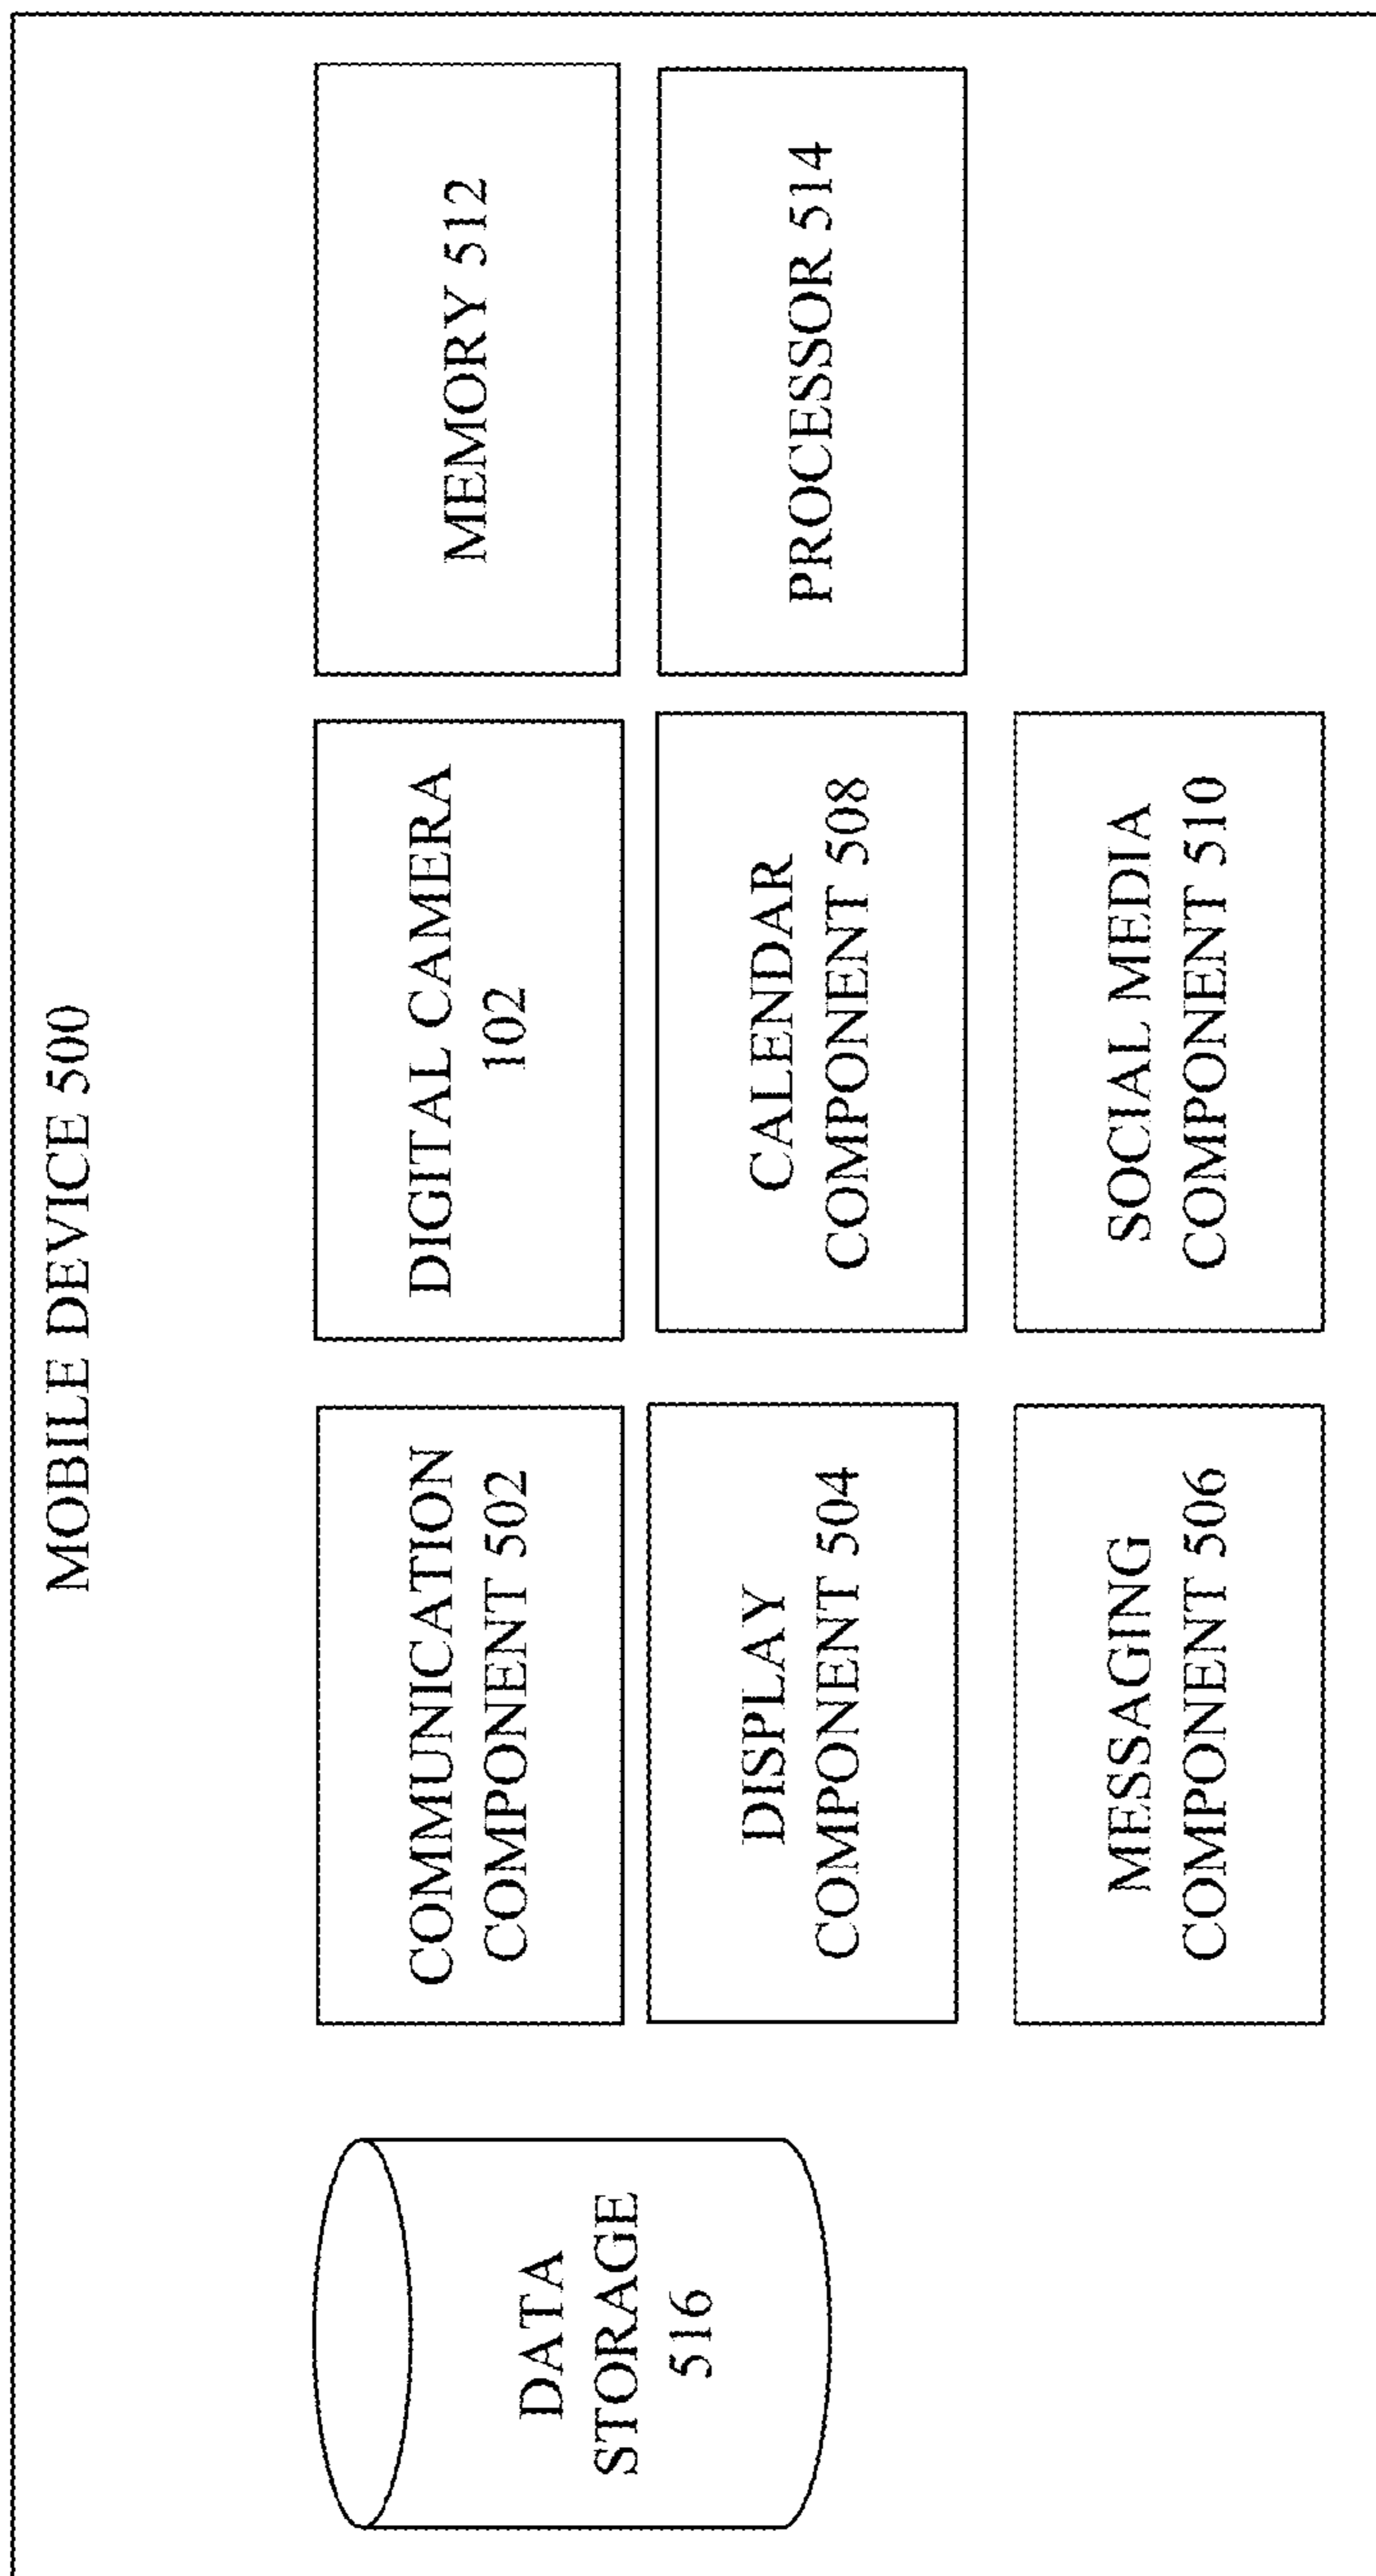 MOBILE DEVICE 500
DATA
STORAGE
516
COMMUNICATION
COMPONENT 502
DIGITAL CAMERA
102
MEMORY 512
DISPLAY
COMPONENT 504
CALENDAR
COMPONENT 508
PROCESSOR 514
MESSAGING
COMPONENT 506
SOCIAL MEDIA
COMPONENT 510